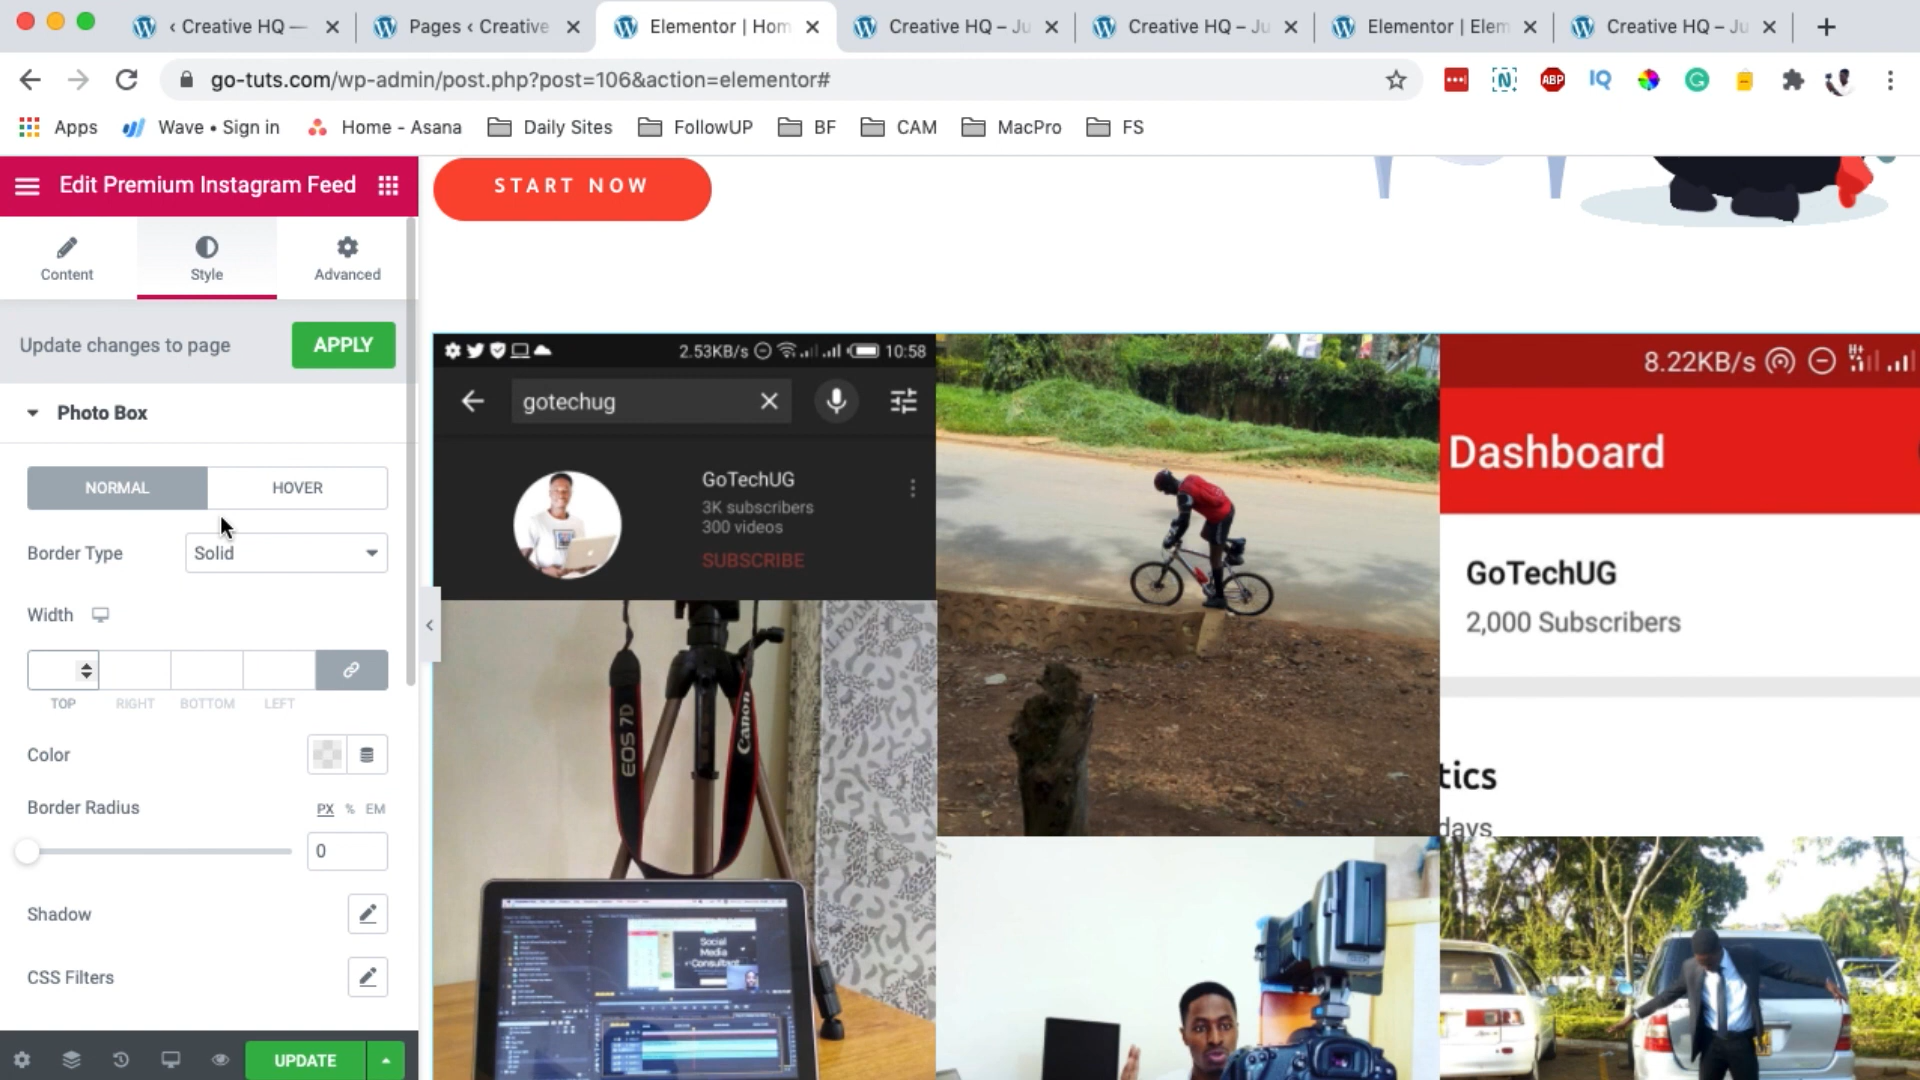 ‹ Creative HQ —
Pages ‹ Creative
Elementor | Hom
Creative HQ – Ju
Creative HQ – Ju
Elementor | Elem
Creative HQ – Ju
go-tuts.com/wp-admin/post.php?post=106&action=elementor#
ABP
IQ
Apps
Wave • Sign in
Home - Asana
Daily Sites
FollowUP
BF
CAM
MacPro
FS
Edit Premium Instagram Feed
Content
Style
Advanced
Update changes to page
APPLY
Photo Box
NORMAL
HOVER
Border Type
Solid
Width
TOP
RIGHT
BOTTOM
LEFT
Color
Border Radius
PX
%
EM
0
Shadow
CSS Filters
UPDATE
START NOW
2.53KB/s
10:58
gotechug
GoTechUG
3K subscribers
300 videos
SUBSCRIBE
EOS 7D
Canon
Social
Media
Consultant
8.22KB/s
H+
Dashboard
GoTechUG
2,000 Subscribers
tics
days